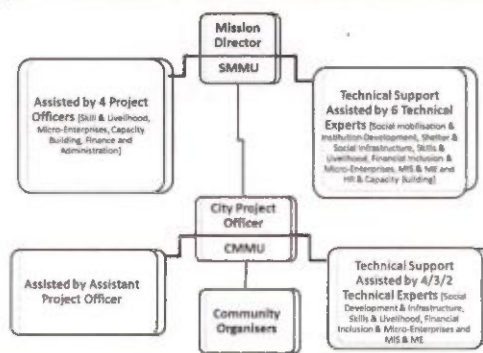 Mission
Director
SMMU
Assisted by 4 Project
Officers [Skill & Livelihood,
Micro-Enterprises, Capacity
Building, Finance and
Administration]
Technical Support
Assisted by 6 Technical
Experts [Social mobilisation &
Institution Development, Shelter &
Social Infrastructure, Skills &
Livelihood, Financial Inclusion &
Micro-Enterprises, MIS & ME and
HR & Capacity Building]
City Project
Officer
CMMU
Assisted by Assistant
Project Officer
Technical Support
Assisted by 4/3/2
Technical Experts [Social
Development & Infrastructure,
Skills & Livelihood, Financial
Inclusion & Micro-Enterprises and
MIS & ME
Community
Organisers